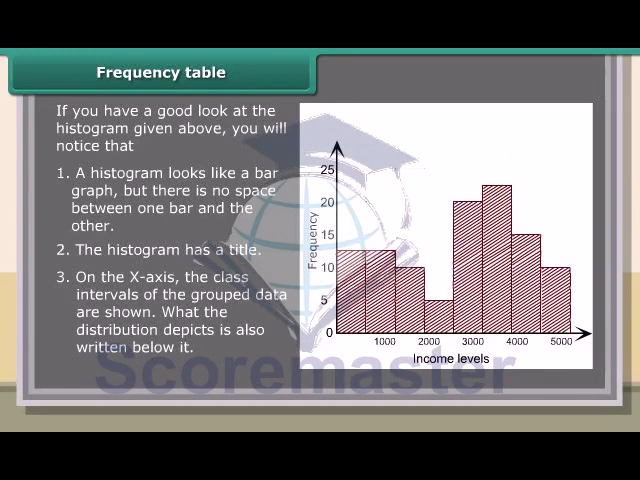 Frequency table
If you have a good look at the
histogram given above, you will
notice that
1. A histogram looks like a bar
graph, but there is no space
between one bar and the
other.
2. The histogram has a title.
3. On the X-axis, the class
intervals of the grouped data
are shown. What the
distribution depicts is also
written below it.
Frequency
25
20
15
10
5
0
1000 2000 3000 4000 5000
Income levels
Scoremaster